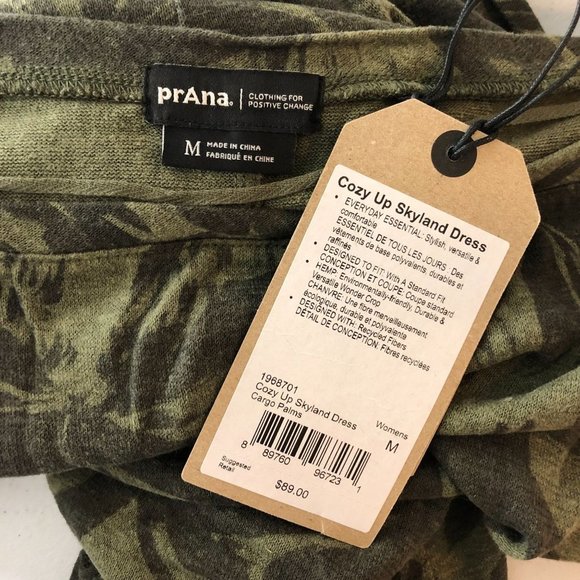 prAna.
CLOTHING FOR
POSITIVE CHANGE
M
MADE IN CHINA
FABRIQUÉ EN CHINE
Cozy Up Skyland Dress
• EVERYDAY ESSENTIAL: Stylish, versatile &
comfortable
ESSENTIEL DE TOUS LES JOURS : Des
vêtements de base polyvalents, durables et
raffinés
• DESIGNED TO FIT: With A Standard Fit
CONCEPTION ET COUPE: Coupe standard
• HEMP: Environmentally-friendly, Durable &
Versatile Wonder Crop
CHANVRE: Une fibre merveilleusement
écologique, durable et polyvalente
• DESIGNED WITH: Recycled Fibers
DÉTAIL DE CONCEPTION: Fibres recyclées
1968701
Cozy Up Skyland Dress
Cargo Palms
Womens
M
8 89760 96723 1
Suggested
Retail
$89.00